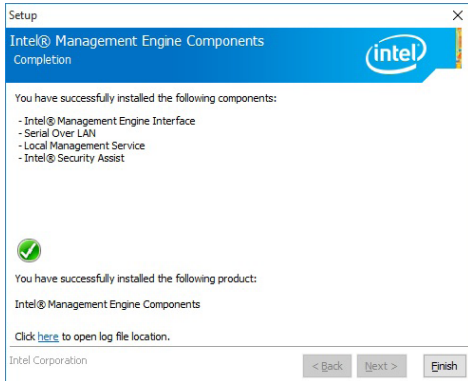 Setup
Intel® Management Engine Components
Completion
intel
You have successfully installed the following components:
- Intel® Management Engine Interface
- Serial Over LAN
- Local Management Service
- Intel® Security Assist
You have successfully installed the following product:
Intel® Management Engine Components
Click here to open log file location.
Intel Corporation
< Back Next > Finish